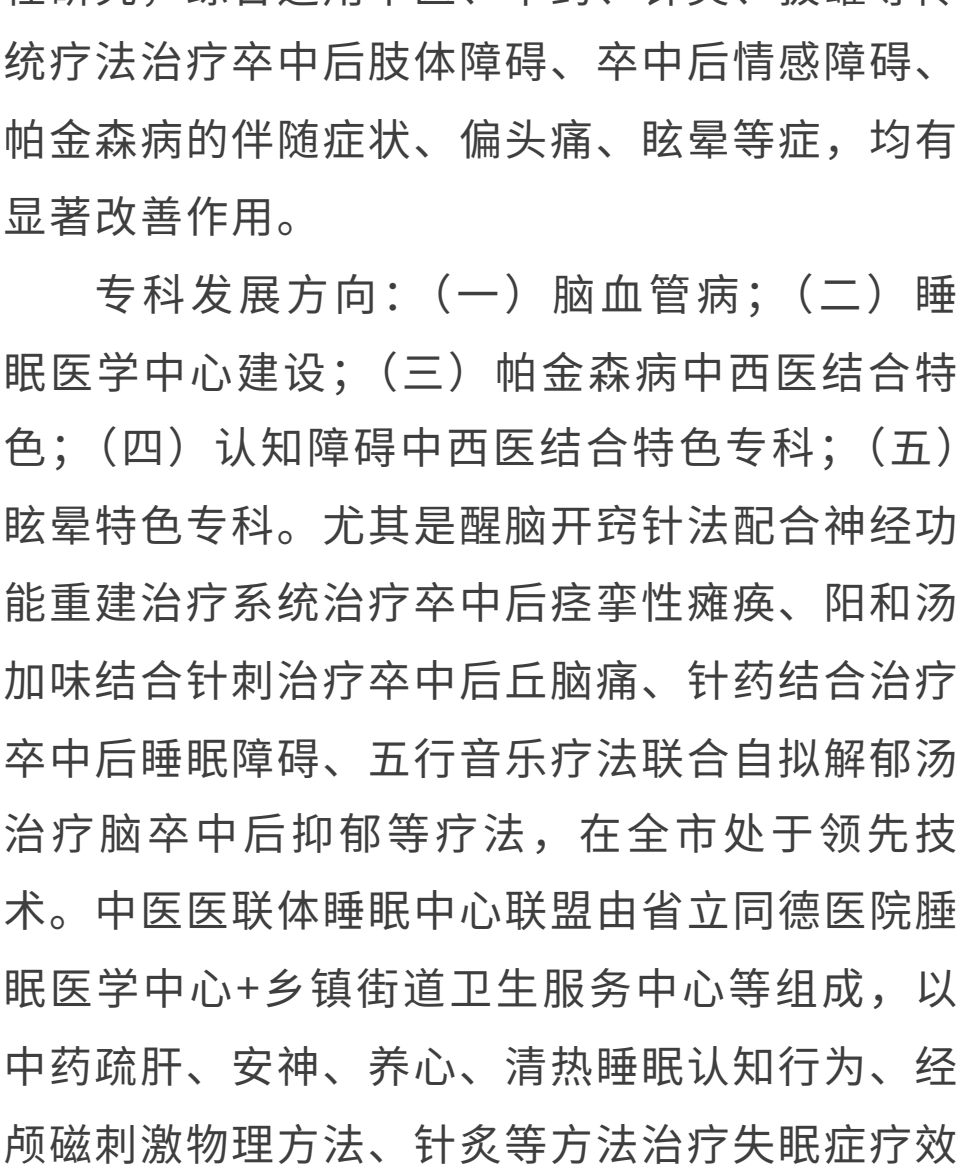 统疗法治疗卒中后肢体障碍、卒中后情感障碍、
帕金森病的伴随症状、偏头痛、眩晕等症，均有
显著改善作用。
专科发展方向：（一）脑血管病；（二）睡
眠医学中心建设；（三）帕金森病中西医结合特
色；（四）认知障碍中西医结合特色专科；（五）
眩晕特色专科。尤其是醒脑开窍针法配合神经功
能重建治疗系统治疗卒中后痉挛性瘫痪、阳和汤
加味结合针刺治疗卒中后丘脑痛、针药结合治疗
卒中后睡眠障碍、五行音乐疗法联合自拟解郁汤
治疗脑卒中后抑郁等疗法，在全市处于领先技
术。中医医联体睡眠中心联盟由省立同德医院腄
眠医学中心+乡镇街道卫生服务中心等组成，以
中药疏肝、安神、养心、清热睡眠认知行为、经
颅磁刺激物理方法、针炙等方法治疗失眠症疗效